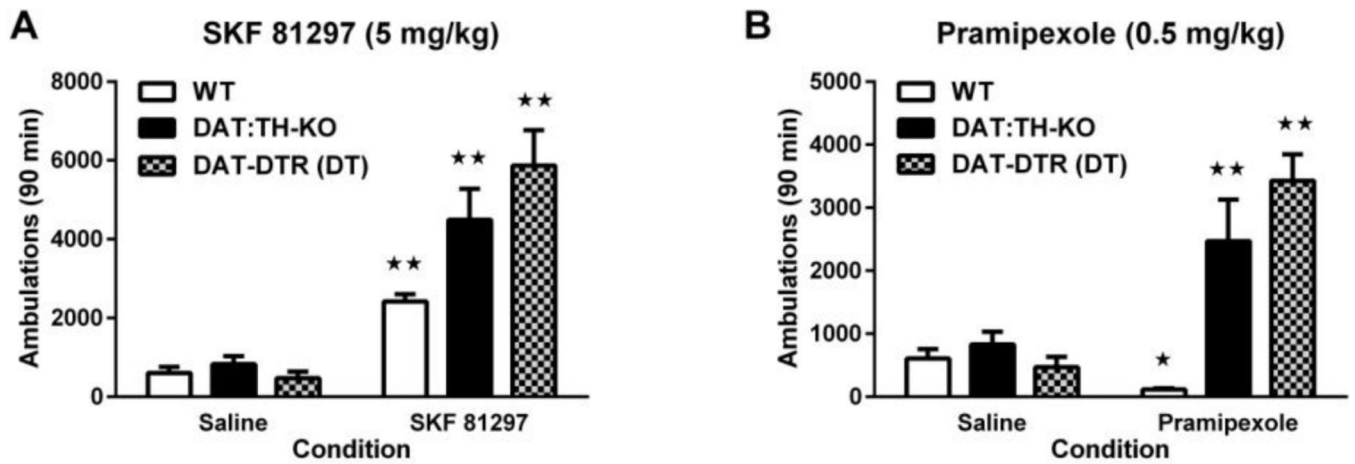 A
SKF 81297 (5 mg/kg)
Ambulations (90 min)
8000
6000
4000
2000
0
WT
DAT:TH-KO
DAT-DTR (DT)
★★
★★
★★
Saline
SKF 81297
Condition
B
Pramipexole (0.5 mg/kg)
Ambulations (90 min)
5000
4000
3000
2000
1000
0
WT
DAT:TH-KO
DAT-DTR (DT)
★
★★
★★
Saline
Pramipexole
Condition